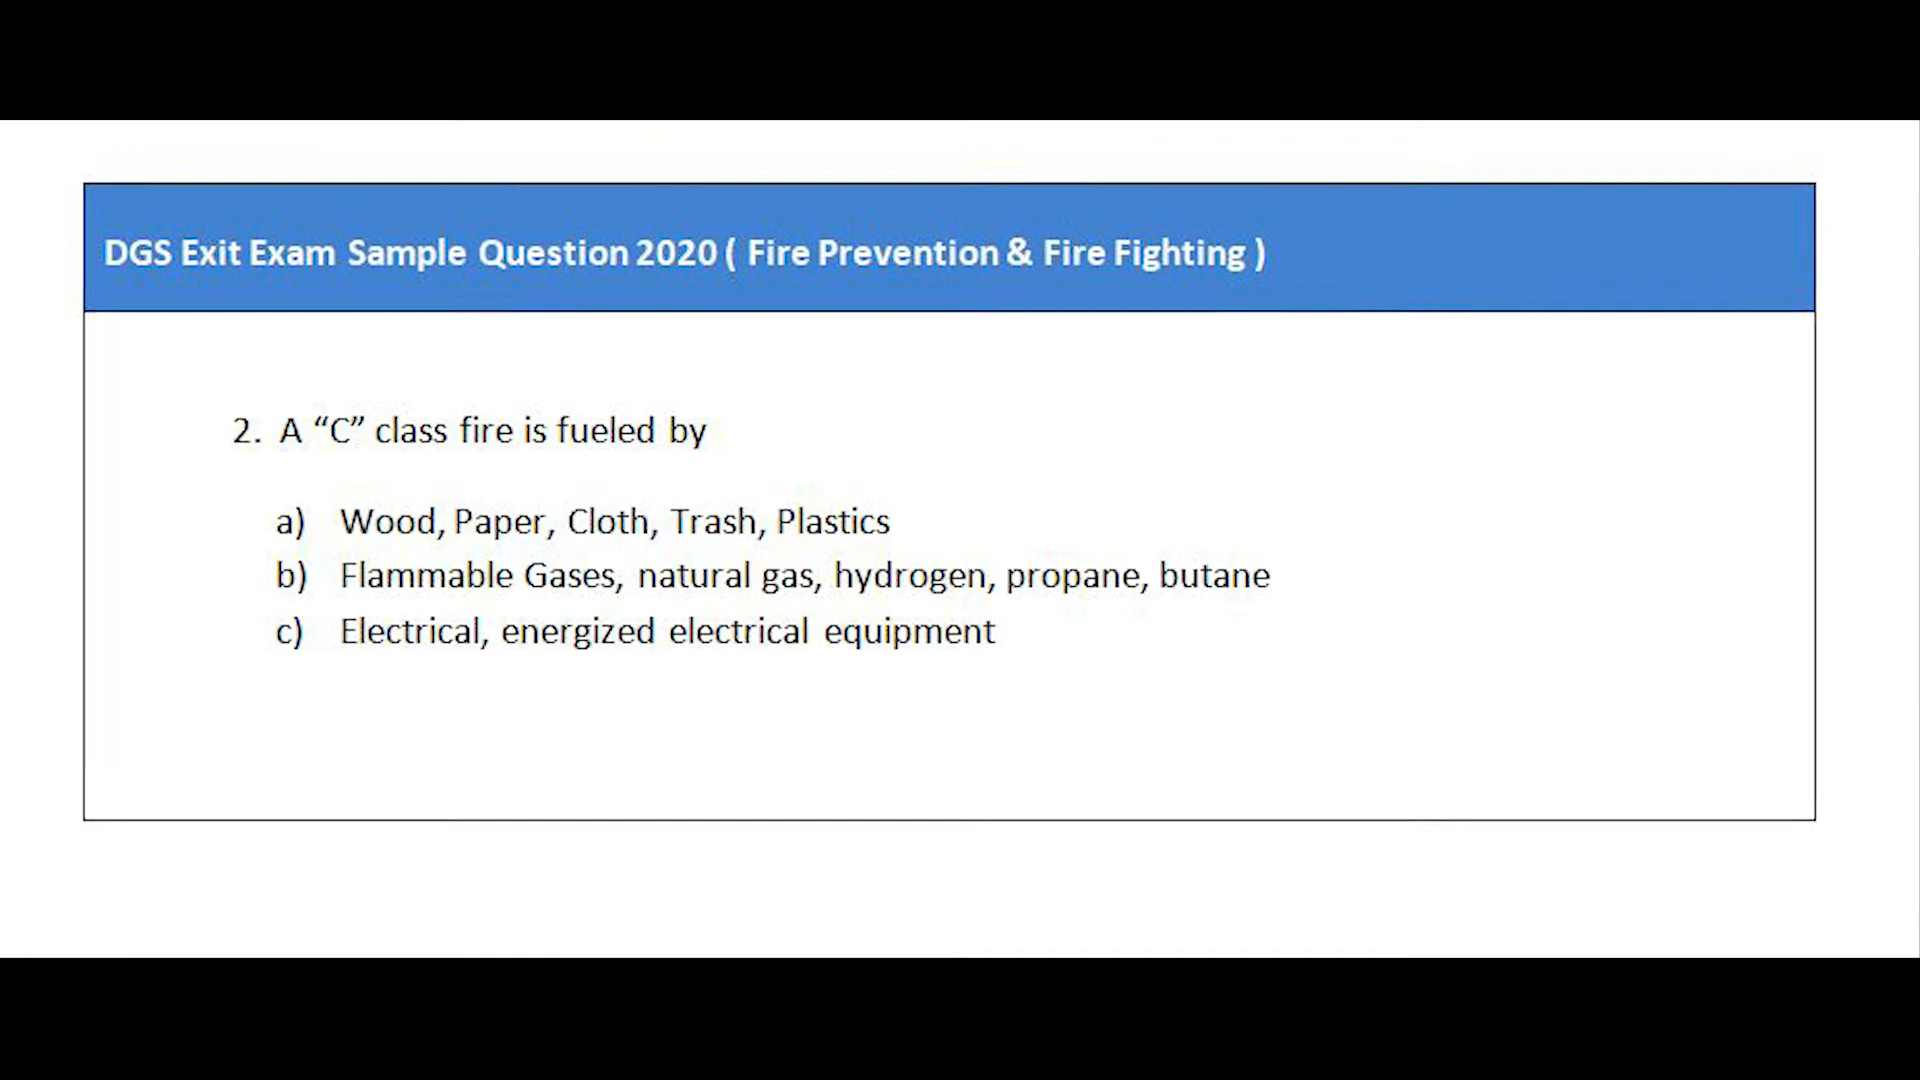 DGS Exit Exam Sample Question 2020 ( Fire Prevention & Fire Fighting )
2. A “C” class fire is fueled by
a) Wood, Paper, Cloth, Trash, Plastics
b) Flammable Gases, natural gas, hydrogen, propane, butane
c) Electrical, energized electrical equipment